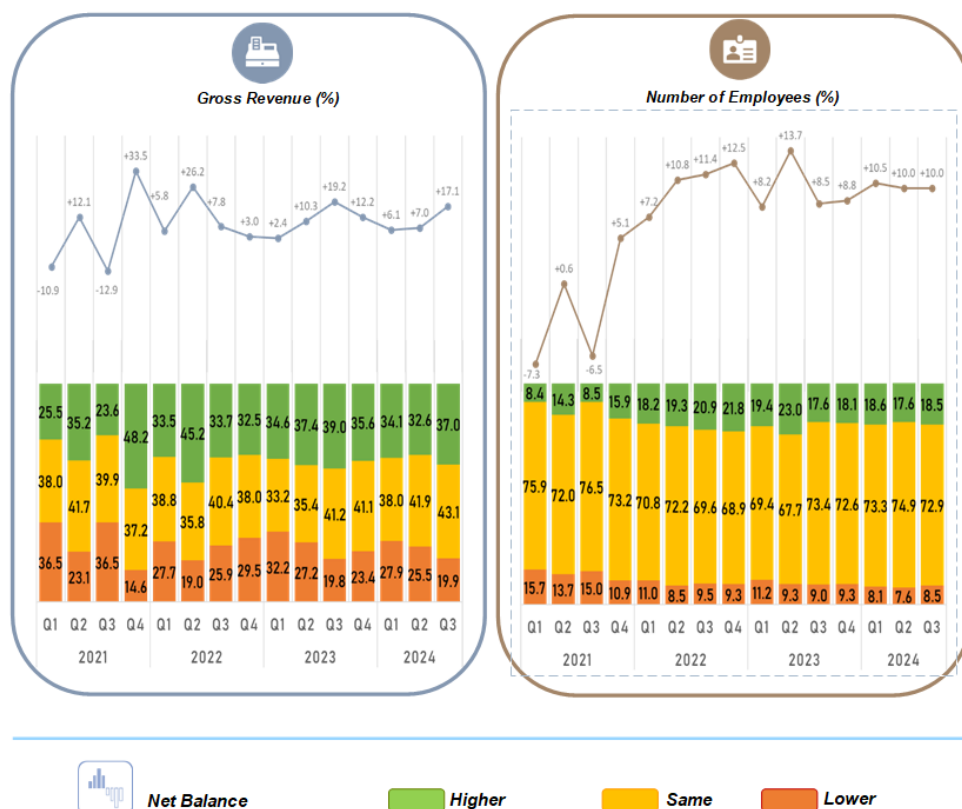 Gross Revenue (%)
+33.5
+26.2
+19.2
+17.1
+12.1
+12.2
+10.3
+5.8
+7.8
+6.1
+7.0
+3.0
+2.4
-10.9
-12.9
25.5 35.2 23.6 48.2 33.5 45.2 33.7 32.5 34.6 37.4 39.0 35.6 34.1 32.6 37.0
38.0 41.7 39.9 37.2 38.8 35.8 40.4 38.0 33.2 35.4 41.2 41.1 38.0 41.9 43.1
36.5 23.1 36.5 14.6 27.7 19.0 25.9 29.5 32.2 27.2 19.8 23.4 27.9 25.5 19.9
Q1 Q2 Q3 Q4 Q1 Q2 Q3 Q4 Q1 Q2 Q3 Q4 Q1 Q2 Q3
2021 2022 2023 2024
Number of Employees (%)
+13.7
+12.5
+11.4
+10.8
+10.5
+10.0
+10.0
+8.2
+8.5
+8.8
+7.2
+5.1
+0.6
-7.3
-6.5
8.4 14.3 8.5 15.9 18.2 19.3 20.9 21.8 19.4 23.0 17.6 18.1 18.6 17.6 18.5
75.9 72.0 76.5 73.2 70.8 72.2 69.6 68.9 69.4 67.7 73.4 72.6 73.3 74.9 72.9
15.7 13.7 15.0 10.9 11.0 8.5 9.5 9.3 11.2 9.3 9.0 9.3 8.1 7.6 8.5
Q1 Q2 Q3 Q4 Q1 Q2 Q3 Q4 Q1 Q2 Q3 Q4 Q1 Q2 Q3
2021 2022 2023 2024
Net Balance Higher Same Lower